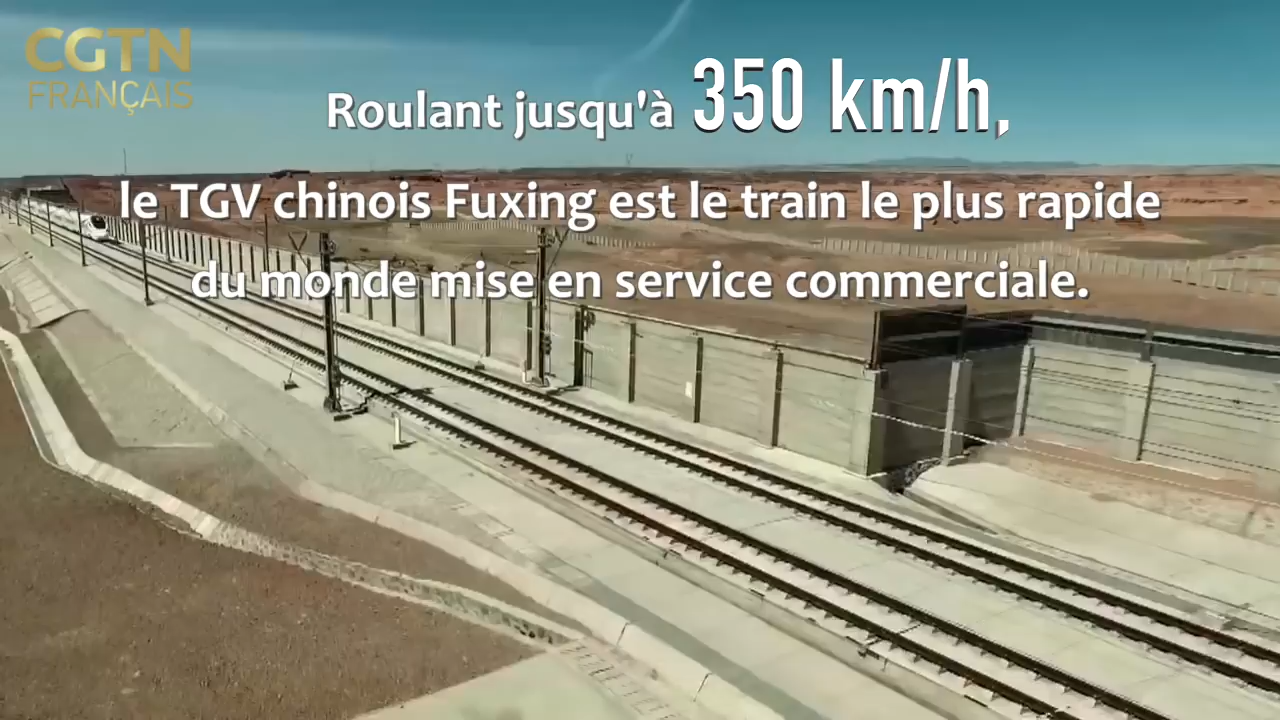 CGTN
FRANÇAIS
Roulant jusqu'à 350 km/h,
le TGV chinois Fuxing est le train le plus rapide
du monde mise en service commerciale.